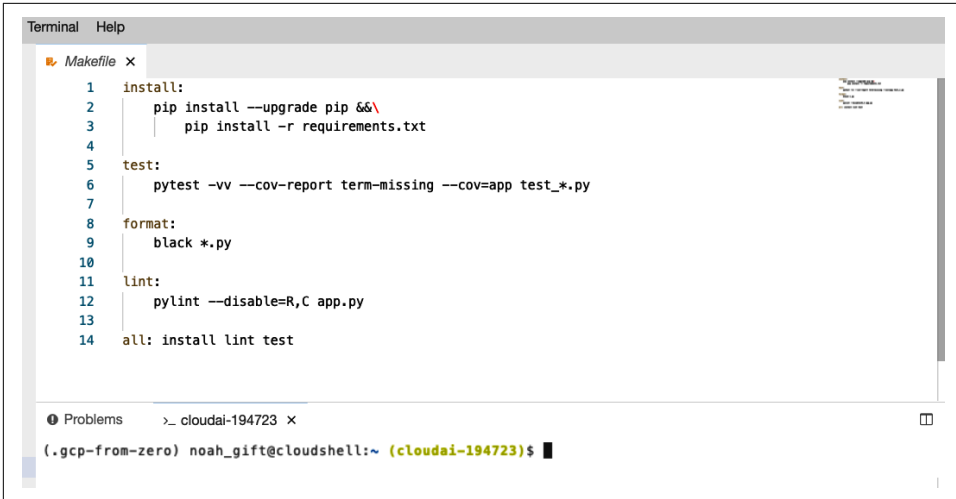 Terminal Help
Makefile ×
1 install:
2 pip install --upgrade pip &&\
3 pip install -r requirements.txt
4
5 test:
6 pytest -vv --cov-report term-missing --cov=app test_*.py
7
8 format:
9 black *.py
10
11 lint:
12 pylint --disable=R,C app.py
13
14 all: install lint test
Problems >_ cloudai-194723 ×
(.gcp-from-zero) noah_gift@cloudshell:~ (cloudai-194723)$